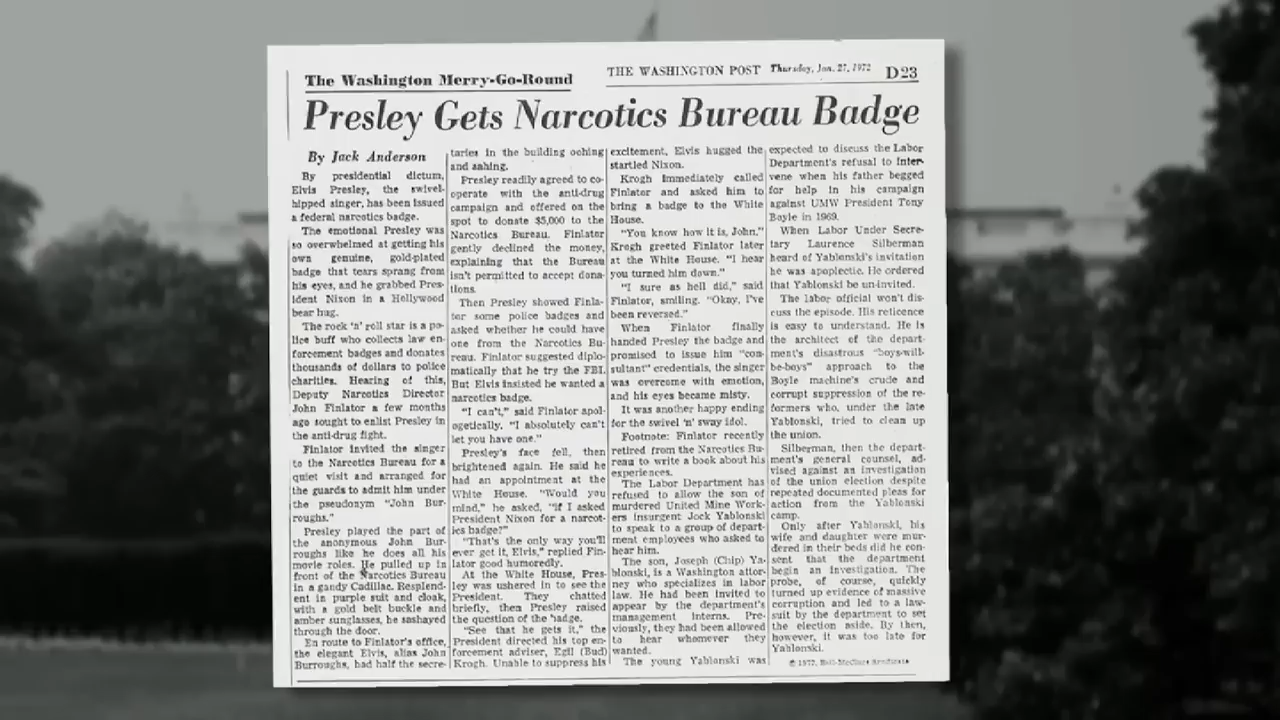 The Washington Merry-Go-Round
THE WASHINGTON POST Thursday, Jan. 27, 1972 D23
Presley Gets Narcotics Bureau Badge
By Jack Anderson
By presidential dictum,
Elvis Presley, the swivel-
hipped singer, has been issued
a federal narcotics badge.
The emotional Presley was
so overwhelmed at getting his
own genuine, gold-plated
badge that tears sprang from
his eyes, and he grabbed Pres-
ident Nixon in a Hollywood
bear hug.
The rock 'n' roll star is a po-
lice buff who collects law en-
forcement badges and donates
thousands of dollars to police
charities. Hearing of this,
Deputy Narcotics Director
John Finlator a few months
ago sought to enlist Presley in
the anti-drug fight.
Finlator invited the singer
to the Narcotics Bureau for a
quiet visit and arranged for
the guards to admit him under
the pseudonym "John Bur-
roughs."
Presley played the part of
the anonymous John Bur-
roughs like he does all his
movie roles. He pulled up in
front of the Narcotics Bureau
in a gaudy Cadillac. Resplend-
ent in purple suit and cloak,
with a gold belt buckle and
amber sunglasses, he sashayed
through the door.
En route to Finlator's office,
the elegant Elvis, alias John
Burroughs, had half the secre-
taries in the building oohing
and aahing.
Presley readily agreed to co-
operate with the anti-drug
campaign and offered on the
spot to donate $5,000 to the
Narcotics Bureau. Finlator
gently declined the money,
explaining that the Bureau
isn't permitted to accept dona-
tions.
Then Presley showed Finla-
tor some police badges and
asked whether he could have
one from the Narcotics Bu-
reau. Finlator suggested diplo-
matically that he try the FBI.
But Elvis insisted he wanted a
narcotics badge.
"I can't," said Finlator apol-
ogetically. "I absolutely can't
let you have one."
Presley's face fell, then
brightened again. He said he
had an appointment at the
White House. "Would you
mind," he asked, "if I asked
President Nixon for a narcot-
ics badge?"
"That's the only way you'll
ever get it, Elvis," replied Fin-
lator good humoredly.
At the White House, Pres-
ley was ushered in to see the
President. They chatted
briefly, then Presley raised
the question of the badge.
"See that he gets it," the
President directed his top en-
forcement adviser, Egil (Bud)
Krogh. Unable to suppress his
excitement, Elvis hugged the
startled Nixon.
Krogh immediately called
Finlator and asked him to
bring a badge to the White
House.
"You know how it is, John,"
Krogh greeted Finlator later
at the White House. "I hear
you turned him down."
"I sure as hell did," said
Finlator, smiling. "Okay, I've
been reversed."
When Finlator finally
handed Presley the badge and
promised to issue him "con-
sultant" credentials, the singer
was overcome with emotion,
and his eyes became misty.
It was another happy ending
for the swivel 'n' sway idol.
Footnote: Finlator recently
retired from the Narcotics Bu-
reau to write a book about his
experiences.
The Labor Department has
refused to allow the son of
murdered United Mine Work-
ers insurgent Jock Yablonski
to speak to a group of depart-
ment employees who asked to
hear him.
The son, Joseph (Chip) Ya-
blonski, is a Washington attor-
ney who specializes in labor
law. He had been invited to
appear by the department's
management interns. Pre-
viously, they had been allowed
to hear whomever they
wanted.
The young Yablonski was
expected to discuss the Labor
Department's refusal to inter-
vene when his father begged
for help in his campaign
against UMW President Tony
Boyle in 1969.
When Labor Under Secre-
tary Laurence Silberman
heard of Yablonski's invitation
he was apoplectic. He ordered
that Yablonski be un-invited.
The labor official won't dis-
cuss the episode. His reticence
is easy to understand. He is
the architect of the depart-
ment's disastrous "boys-will-
be-boys" approach to the
Boyle machine's crude and
corrupt suppression of the re-
formers who, under the late
Yablonski, tried to clean up
the union.
Silberman, then the depart-
ment's general counsel, ad-
vised against an investigation
of the union election despite
repeated documented pleas for
action from the Yablonski
camp.
Only after Yablonski, his
wife and daughter were mur-
dered in their beds did he con-
sent that the department
begin an investigation. The
probe, of course, quickly
turned up evidence of massive
corruption and led to a law-
suit by the department to set
the election aside. By then,
however, it was too late for
Yablonski.
© 1972, Bell-McClure Syndicate